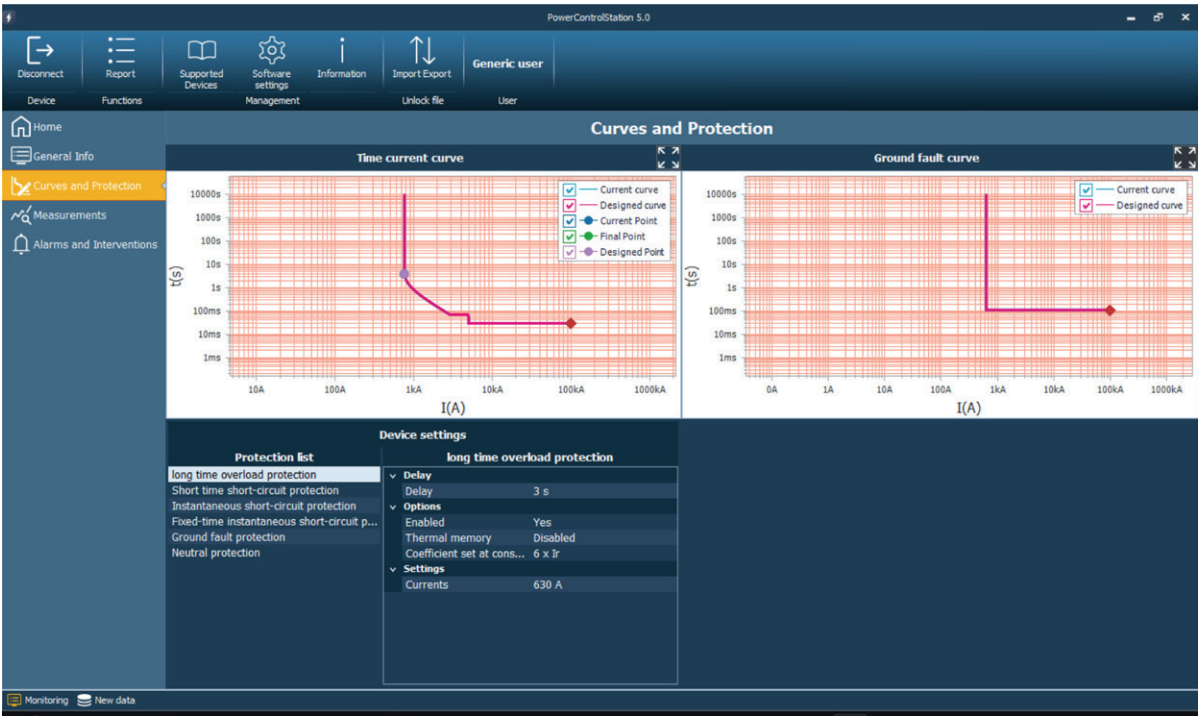 PowerControlStation 5.0
Disconnect
Report
Supported Devices
Software settings
Information
Import Export
Generic user
Device
Functions
Management
Unlock file
User
Home
General Info
Curves and Protection
Measurements
Alarms and Interventions
Curves and Protection
Time current curve
10000s
1000s
100s
10s
1s
100ms
10ms
1ms
t(s)
10A 100A 1kA 10kA 100kA 1000kA
I(A)
Current curve
Designed curve
Current Point
Final Point
Designed Point
Ground fault curve
10000s
1000s
100s
10s
1s
100ms
10ms
1ms
t(s)
0A 1A 10A 100A 1kA 10kA 100kA 1000kA
I(A)
Current curve
Designed curve
Device settings
Protection list
long time overload protection
Short time short-circuit protection
Instantaneous short-circuit protection
Fixed-time instantaneous short-circuit p...
Ground fault protection
Neutral protection
long time overload protection
Delay
Delay 3 s
Options
Enabled Yes
Thermal memory Disabled
Coefficient set at cons... 6 x Ir
Settings
Currents 630 A
Monitoring New data